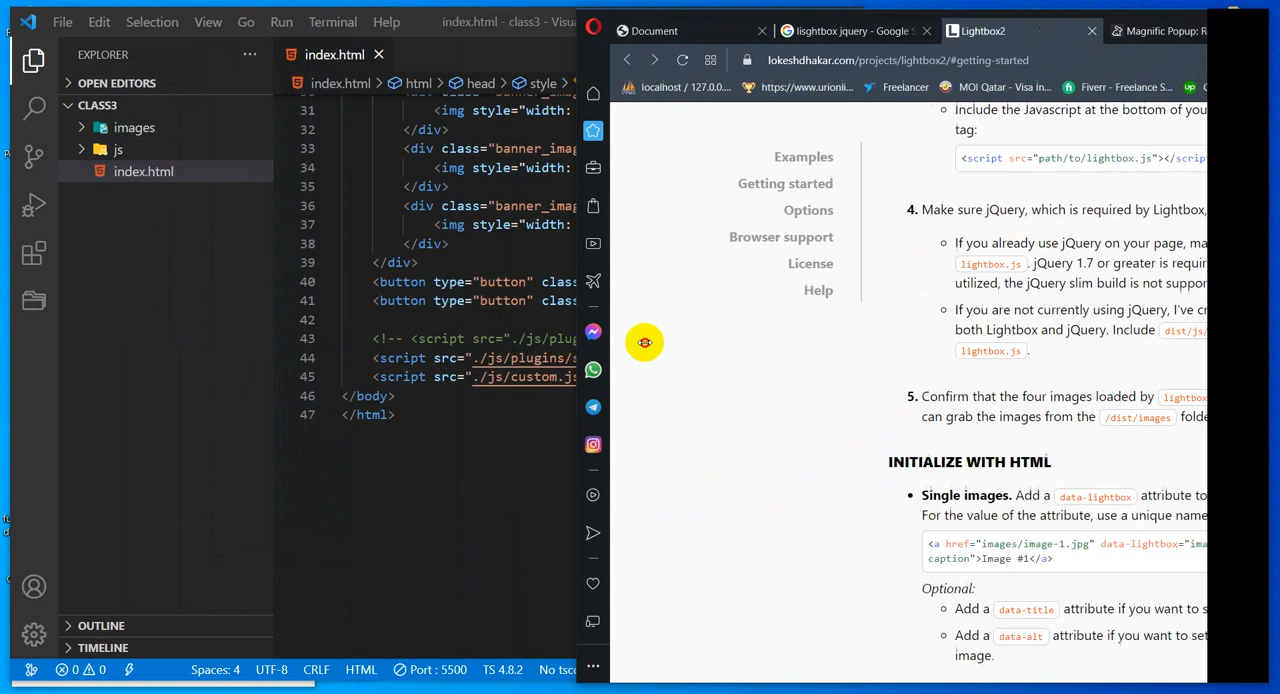 File Edit Selection View Go Run Terminal Help index.html - class3 - Visua
EXPLORER
OPEN EDITORS
CLASS3
images
js
index.html
OUTLINE
TIMELINE
index.html
index.html html head style
31 <img style="width:
32 </div>
33 <div class="banner_imag
34 <img style="width:
35 </div>
36 <div class="banner_imag
37 <img style="width:
38 </div>
39 </div>
40 <button type="button" class
41 <button type="button" class
42
43 <!-- <script src="./js/plug
44 <script src="./js/plugins/s
45 <script src="./js/custom.js
46 </body>
47 </html>
0 0 Spaces: 4 UTF-8 CRLF HTML Port : 5500 TS 4.8.2 No tsco
Document lisghtbox jquery - Google S Lightbox2 Magnific Popup: R
lokeshdhakar.com/projects/lightbox2/#getting-started
localhost / 127.0.0.... https://www.urionli... Freelancer MOI Qatar - Visa In... Fiverr - Freelance S... up
Examples
Getting started
Options
Browser support
License
Help
Include the Javascript at the bottom of you
tag:
<script src="path/to/lightbox.js"></scrip
4. Make sure jQuery, which is required by Lightbox,
If you already use jQuery on your page, ma
lightbox.js . jQuery 1.7 or greater is requir
utilized, the jQuery slim build is not suppor
If you are not currently using jQuery, I've cr
both Lightbox and jQuery. Include dist/js/
lightbox.js .
5. Confirm that the four images loaded by lightbox
can grab the images from the /dist/images folde
INITIALIZE WITH HTML
Single images. Add a data-lightbox attribute to
For the value of the attribute, use a unique name
<a href="images/image-1.jpg" data-lightbox="ima
caption">Image #1</a>
Optional:
Add a data-title attribute if you want to s
Add a data-alt attribute if you want to set
image.